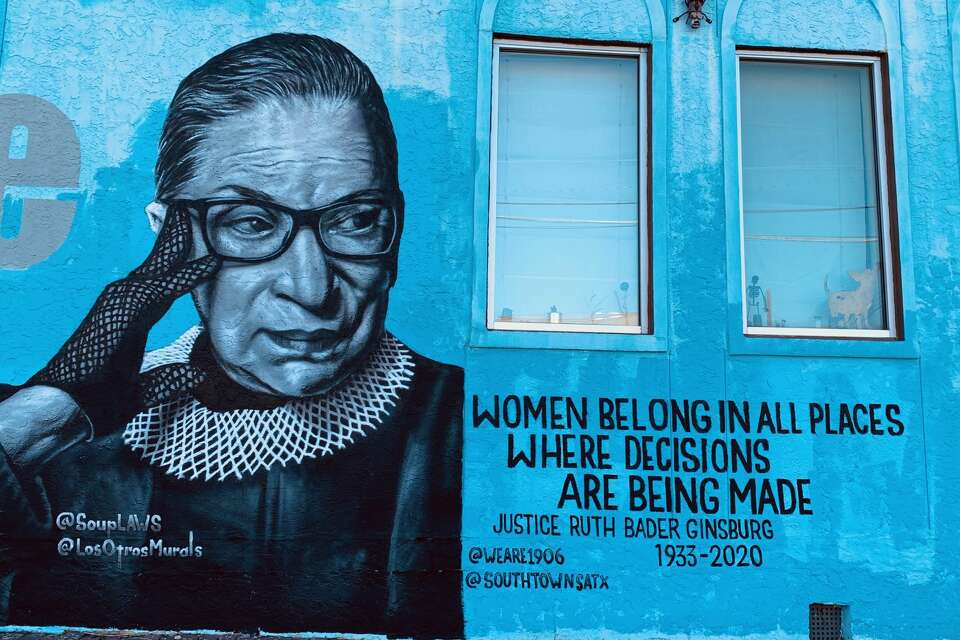 e
@SoupLAWS
@LosOtrosMurals
WOMEN BELONG IN ALL PLACES
WHERE DECISIONS
ARE BEING MADE
JUSTICE RUTH BADER GINSBURG
1933-2020
@WEARE1906
@SOUTHTOWNSATX